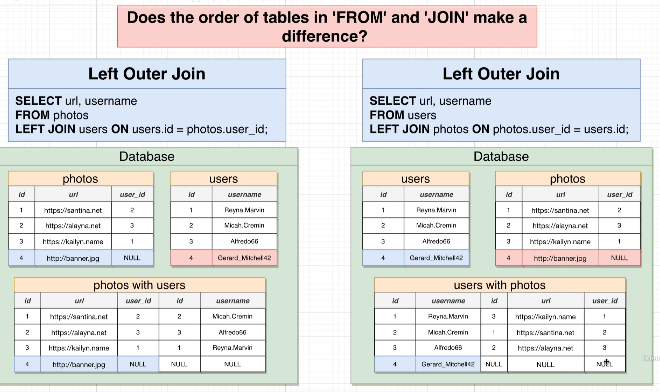 Does the order of tables in 'FROM' and 'JOIN' make a
difference?
Left Outer Join
SELECT url, username
FROM photos
LEFT JOIN users ON users.id = photos.user_id;
Database
photos
id url user_id
1 https://santina.net 2
2 https://alayna.net 3
3 https://kailyn.name 1
4 http://banner.jpg NULL
users
id username
1 Reyna.Marvin
2 Micah.Cremin
3 Alfredo66
4 Gerard_Mitchell42
photos with users
id url user_id id username
1 https://santina.net 2 2 Micah.Cremin
2 https://alayna.net 3 3 Alfredo66
3 https://kailyn.name 1 1 Reyna.Marvin
4 http://banner.jpg NULL NULL NULL
Left Outer Join
SELECT url, username
FROM users
LEFT JOIN photos ON photos.user_id = users.id;
Database
users
id username
1 Reyna.Marvin
2 Micah.Cremin
3 Alfredo66
4 Gerard_Mitchell42
photos
id url user_id
1 https://santina.net 2
2 https://alayna.net 3
3 https://kailyn.name 1
4 http://banner.jpg NULL
users with photos
id username id url user_id
1 Reyna.Marvin 3 https://kailyn.name 1
2 Micah.Cremin 1 https://santina.net 2
3 Alfredo66 2 https://alayna.net 3
4 Gerard_Mitchell42 NULL NULL NULL